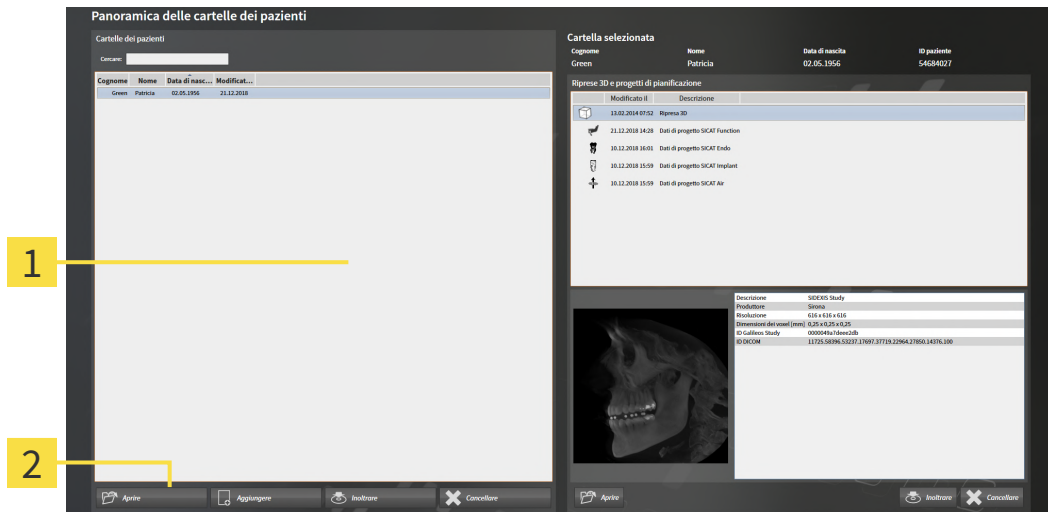 Panoramica delle cartelle dei pazienti
Cartelle dei pazienti
Cercare:
Cognome Nome Data di nasc... Modificat...
Green Patricia 02.05.1956 21.12.2018
1
2
Aprire Aggiungere Inoltrare Cancellare
Cartella selezionata
Cognome Nome Data di nascita ID paziente
Green Patricia 02.05.1956 54684027
Riprese 3D e progetti di pianificazione
Modificato il Descrizione
13.02.2014 07:52 Ripresa 3D
21.12.2018 14:28 Dati di progetto SICAT Function
10.12.2018 16:01 Dati di progetto SICAT Endo
10.12.2018 15:59 Dati di progetto SICAT Implant
10.12.2018 15:59 Dati di progetto SICAT Air
Descrizione SIDEXIS Study
Produttore Sirona
Risoluzione 616 x 616 x 616
Dimensioni dei voxel [mm] 0,25 x 0,25 x 0,25
ID Galileos Study 0000049a7deee2db
ID DICOM 11725.58396.53237.17697.37719.22964.27850.14376.100
Aprire Inoltrare Cancellare